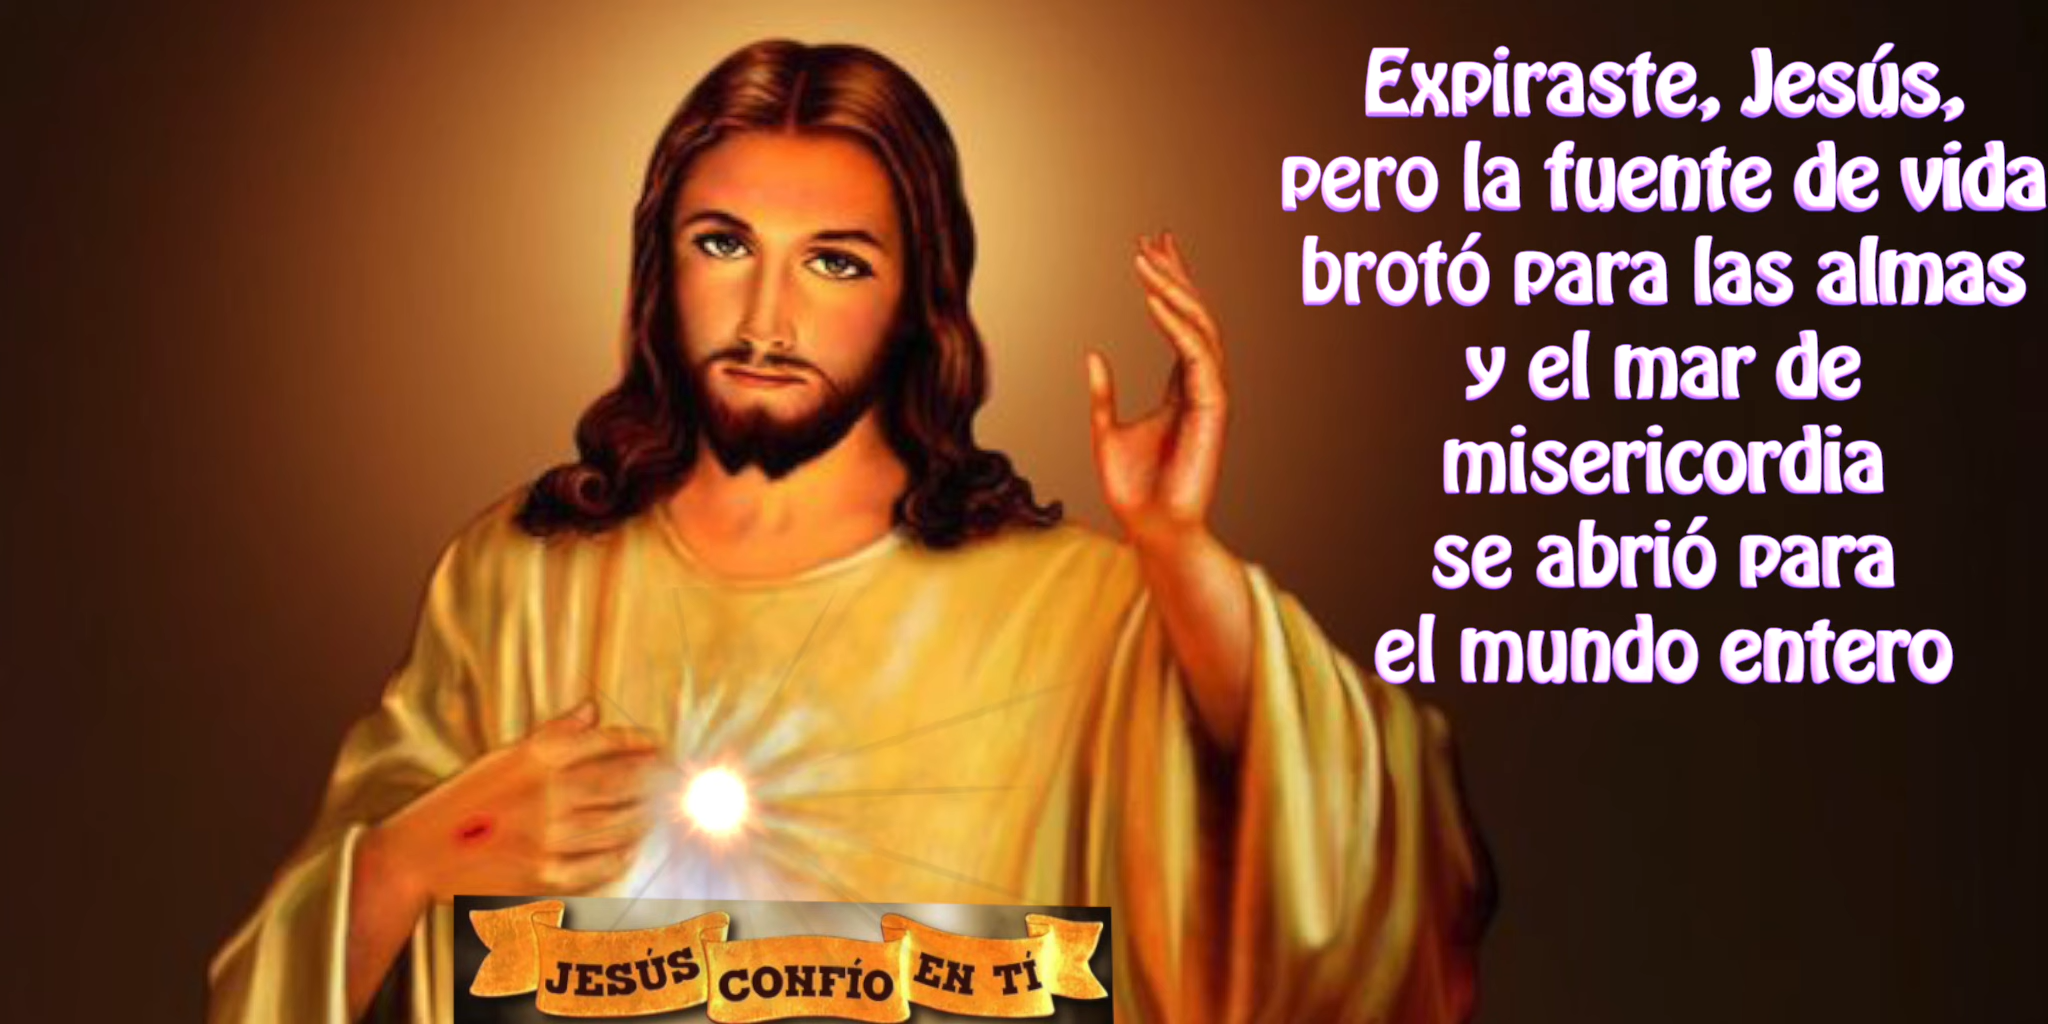 Expiraste, Jesús,
pero la fuente de vida
brotó para las almas
y el mar de
misericordia
se abrió para
el mundo entero
JESÚS CONFÍO EN TÍ